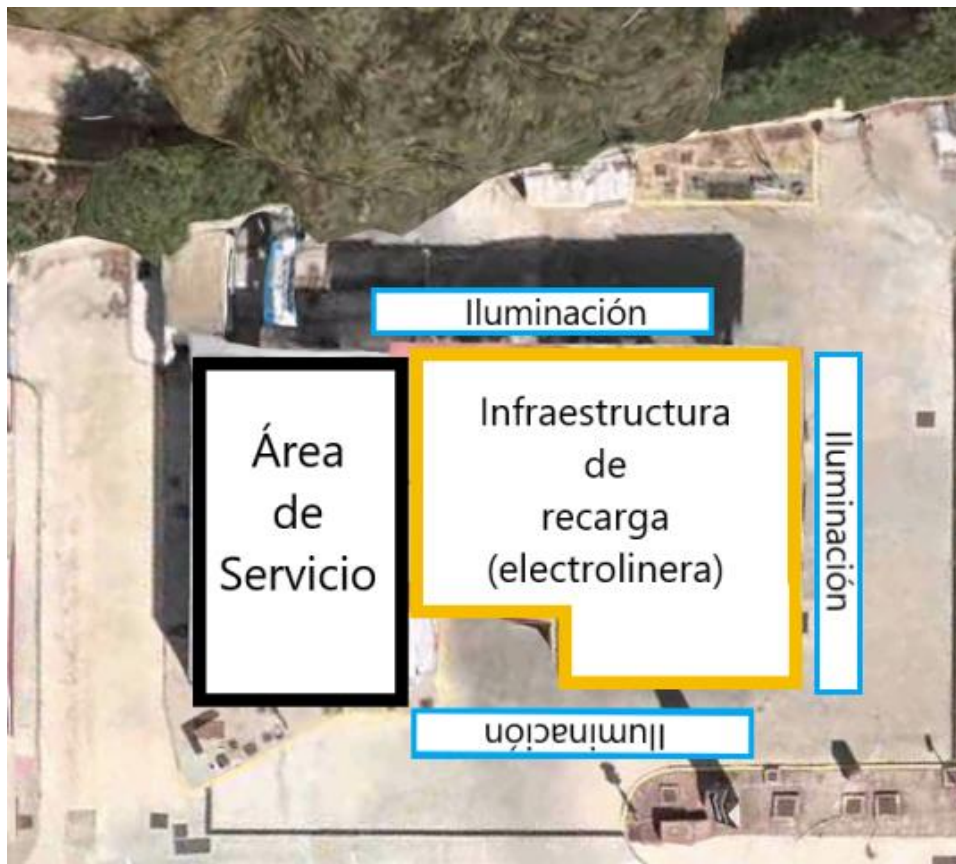 Iluminación
Área
de
Servicio
Infraestructura
de
recarga
(electrolinera)
Iluminación
Iluminación